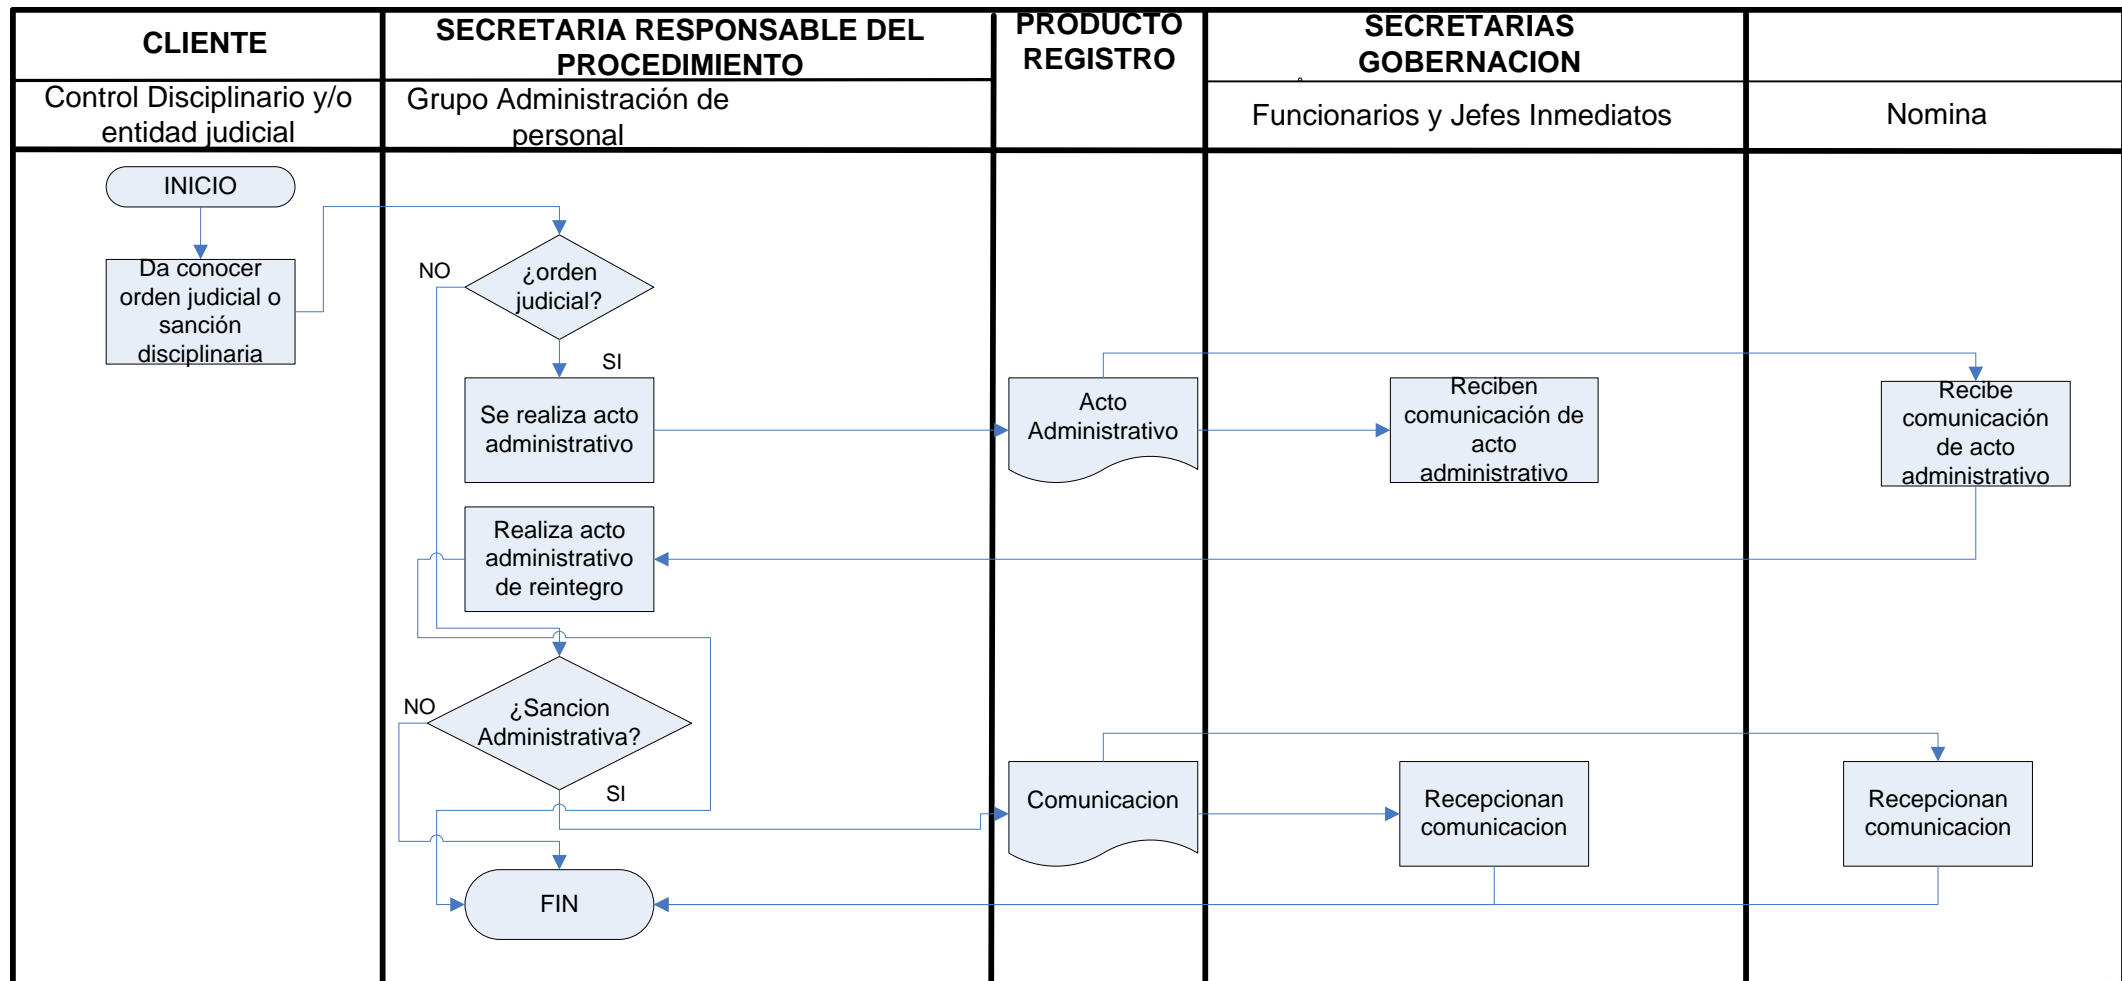 CLIENTE
SECRETARIA RESPONSABLE DEL
PROCEDIMIENTO
PRODUCTO
REGISTRO
SECRETARIAS
GOBERNACION
Control Disciplinario y/o
entidad judicial
Grupo Administración de
personal
Funcionarios y Jefes Inmediatos
Nomina
INICIO
Da conocer
orden judicial o
sanción
disciplinaria
NO
¿orden
judicial?
SI
Se realiza acto
administrativo
Acto
Administrativo
Reciben
comunicación de
acto
administrativo
Recibe
comunicación
de acto
administrativo
Realiza acto
administrativo
de reintegro
NO
¿Sancion
Administrativa?
SI
Comunicacion
Recepcionan
comunicacion
Recepcionan
comunicacion
FIN